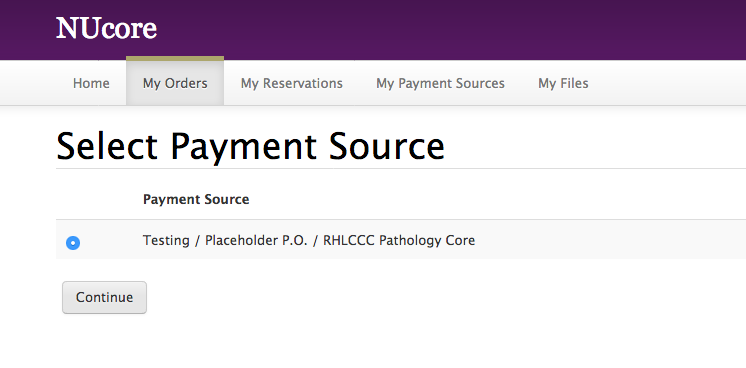 NUcore
Home My Orders My Reservations My Payment Sources My Files
Select Payment Source
Payment Source
Testing / Placeholder P.O. / RHLCCC Pathology Core
Continue